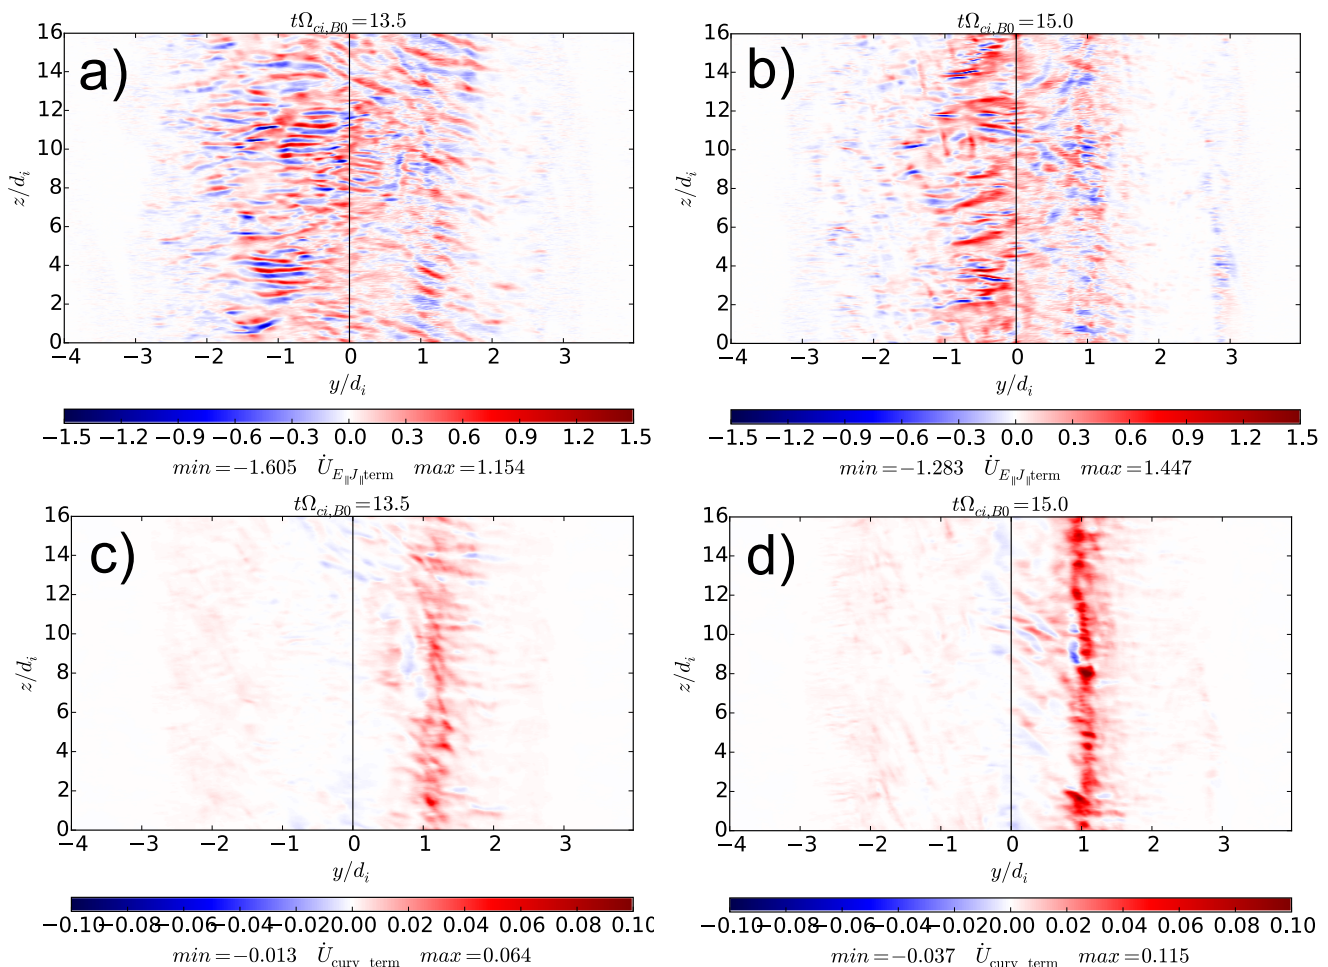 tΩci,B0=13.5
a)
16
14
12
10
8
6
4
2
0
z/di
−4 −3 −2 −1 0 1 2 3
y/di
−1.5 −1.2 −0.9 −0.6 −0.3 0.0 0.3 0.6 0.9 1.2 1.5
min=−1.605 U̇E∥J∥term max=1.154
tΩci,B0=15.0
b)
16
14
12
10
8
6
4
2
0
z/di
−4 −3 −2 −1 0 1 2 3
y/di
−1.5 −1.2 −0.9 −0.6 −0.3 0.0 0.3 0.6 0.9 1.2 1.5
min=−1.283 U̇E∥J∥term max=1.447
tΩci,B0=13.5
c)
16
14
12
10
8
6
4
2
0
z/di
−4 −3 −2 −1 0 1 2 3
y/di
−0.10 −0.08 −0.06 −0.04 −0.02 0.00 0.02 0.04 0.06 0.08 0.10
min=−0.013 U̇curv_term max=0.064
tΩci,B0=15.0
d)
16
14
12
10
8
6
4
2
0
z/di
−4 −3 −2 −1 0 1 2 3
y/di
−0.10 −0.08 −0.06 −0.04 −0.02 0.00 0.02 0.04 0.06 0.08 0.10
min=−0.037 U̇curv_term max=0.115